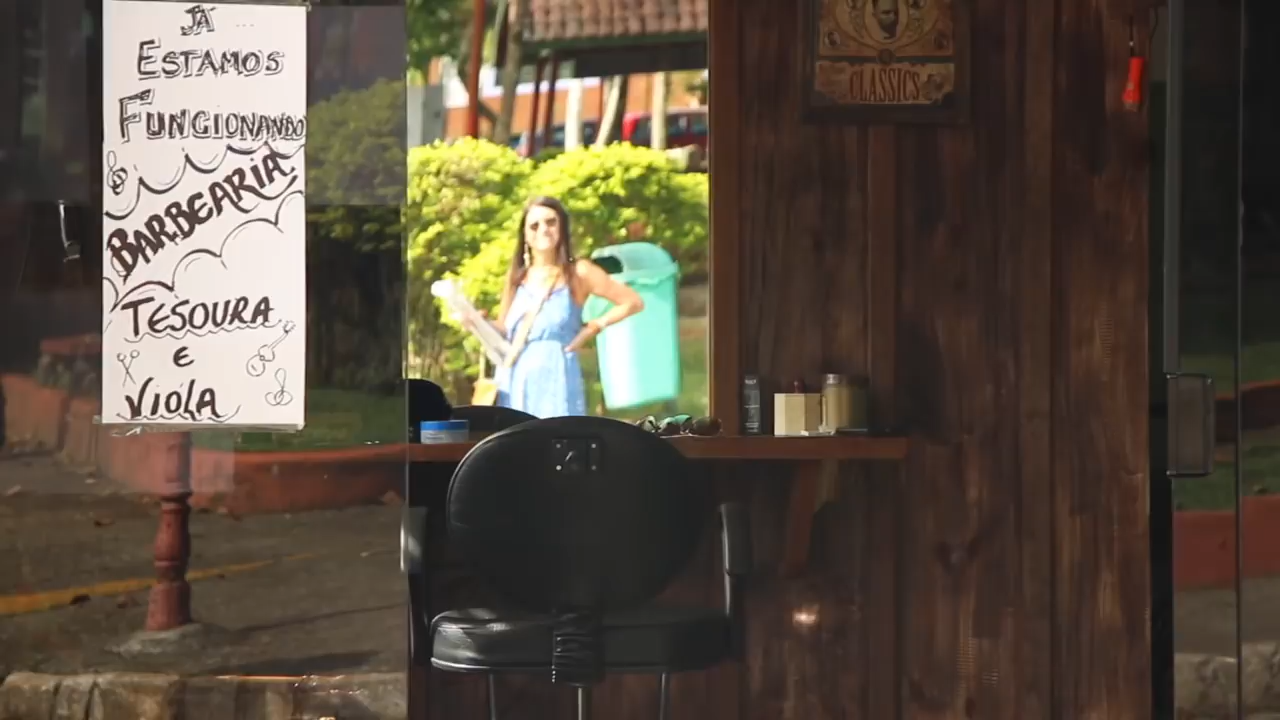 JÁ
ESTAMOS
FUNCIONANDO
BARBEARIA
TESOURA
E
VIOLA
CLASSICS